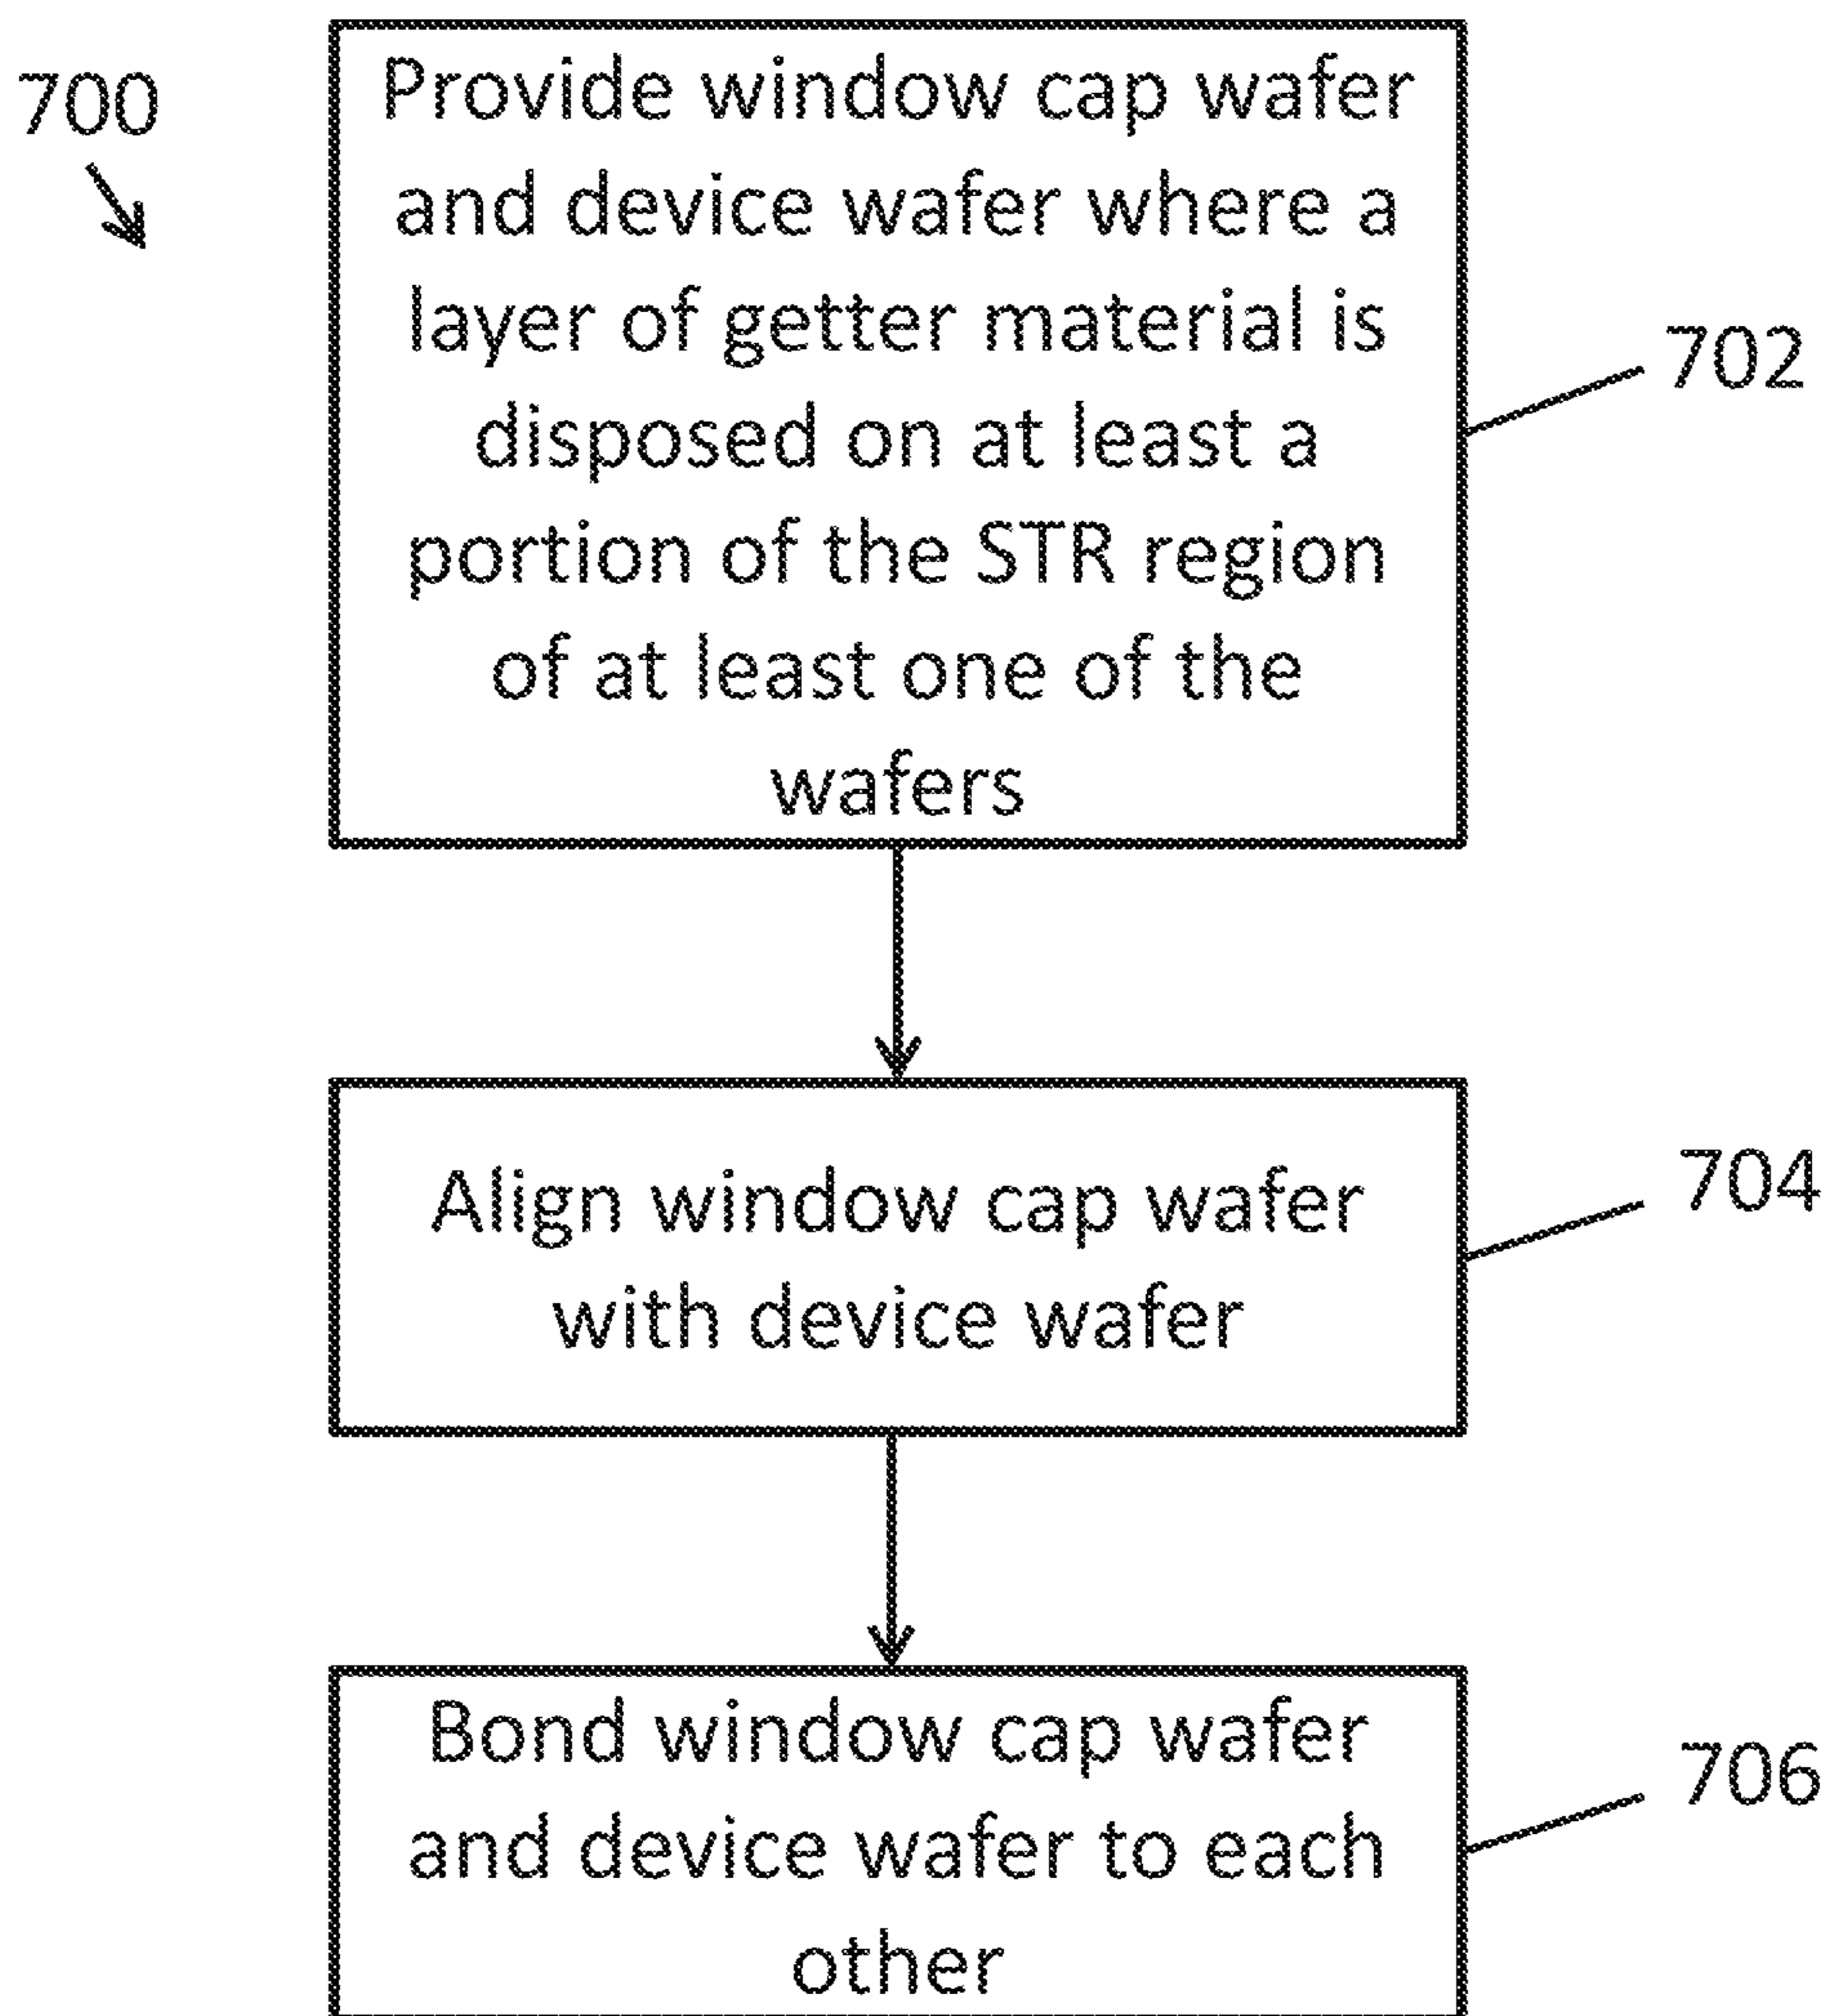 700
Provide window cap wafer
and device wafer where a
layer of getter material is
disposed on at least a
portion of the STR region
of at least one of the
wafers
702
Align window cap wafer
with device wafer
704
Bond window cap wafer
and device wafer to each
other
706